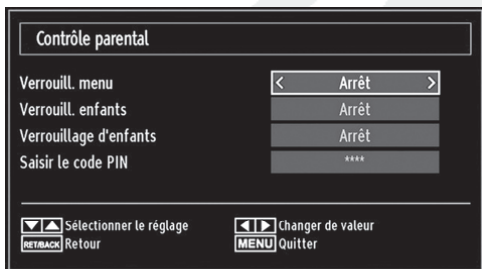 Contrôle parental
Verrouill. menu < Arrêt >
Verrouill. enfants Arrêt
Verrouillage d'enfants Arrêt
Saisir le code PIN ****
Sélectionner le réglage Changer de valeur
RET/BACK Retour MENU Quitter